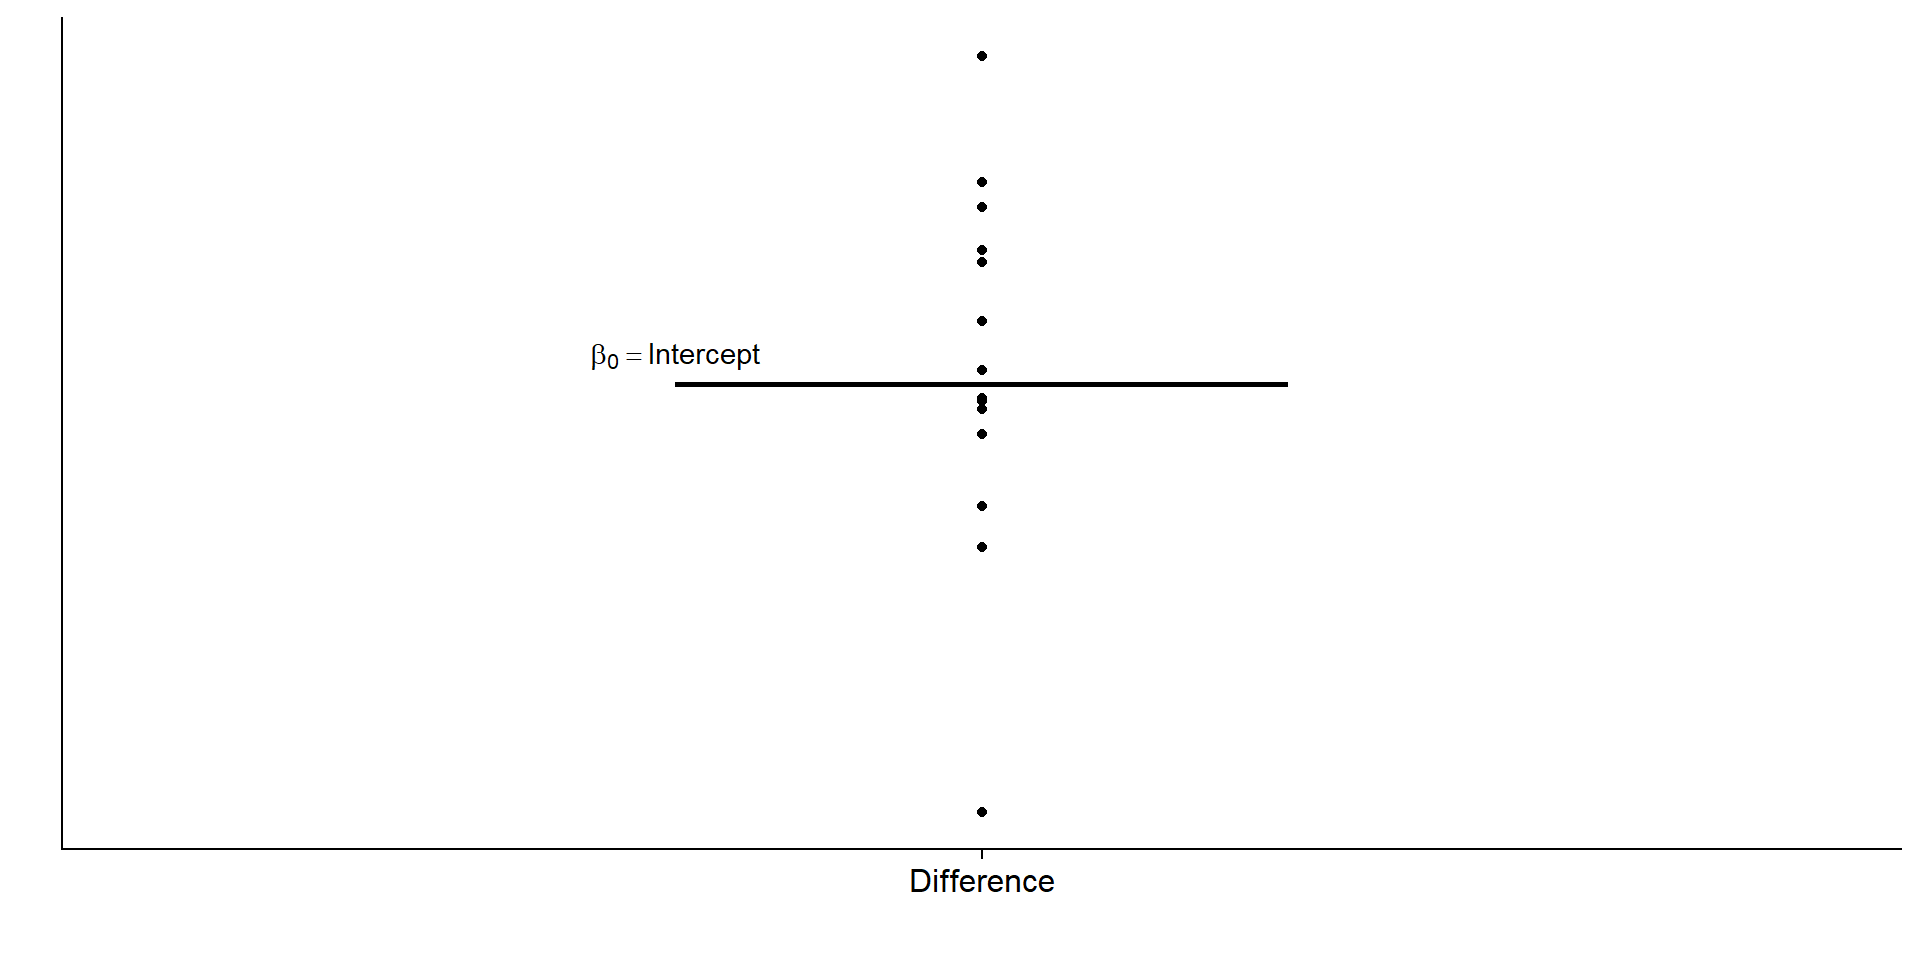 β₀ = Intercept
Difference